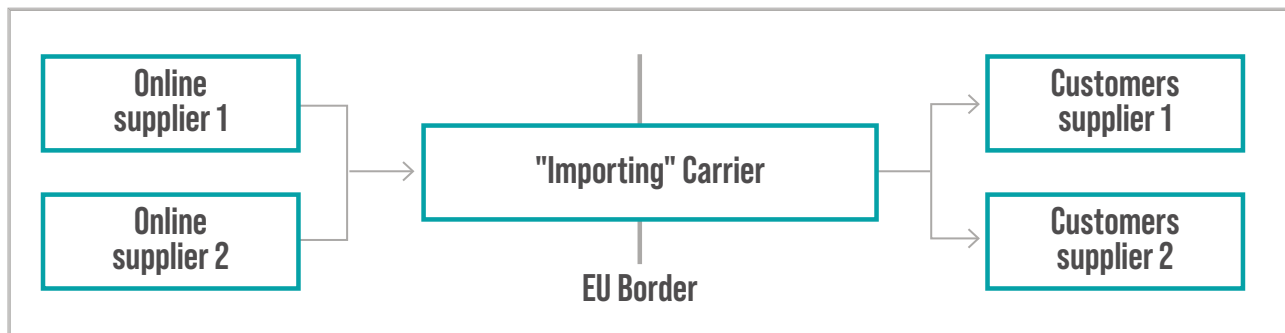 Online
supplier 1
Online
supplier 2
"Importing" Carrier
EU Border
Customers
supplier 1
Customers
supplier 2